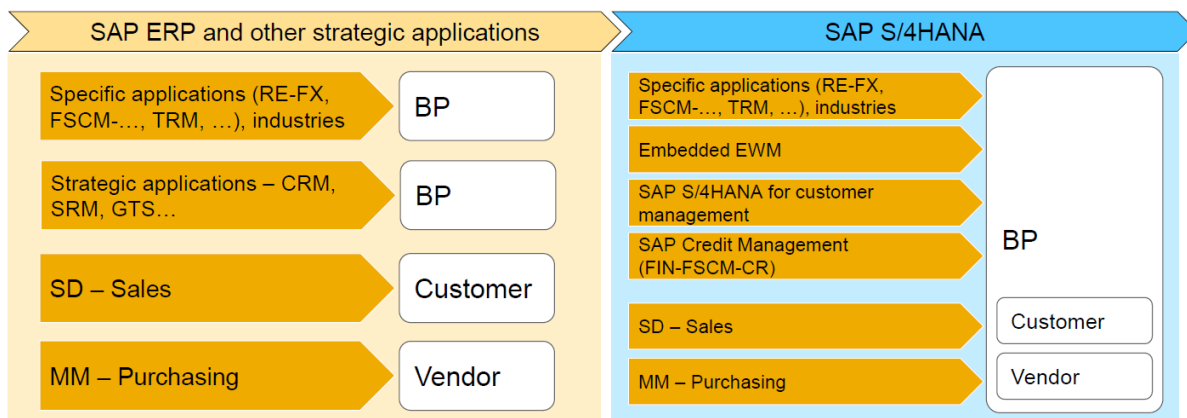 SAP ERP and other strategic applications
Specific applications (RE-FX,
FSCM-…, TRM, …), industries
BP
Strategic applications – CRM,
SRM, GTS…
BP
SD – Sales
Customer
MM – Purchasing
Vendor
SAP S/4HANA
Specific applications (RE-FX,
FSCM-…, TRM, …), industries
Embedded EWM
SAP S/4HANA for customer
management
SAP Credit Management
(FIN-FSCM-CR)
BP
SD – Sales
Customer
MM – Purchasing
Vendor